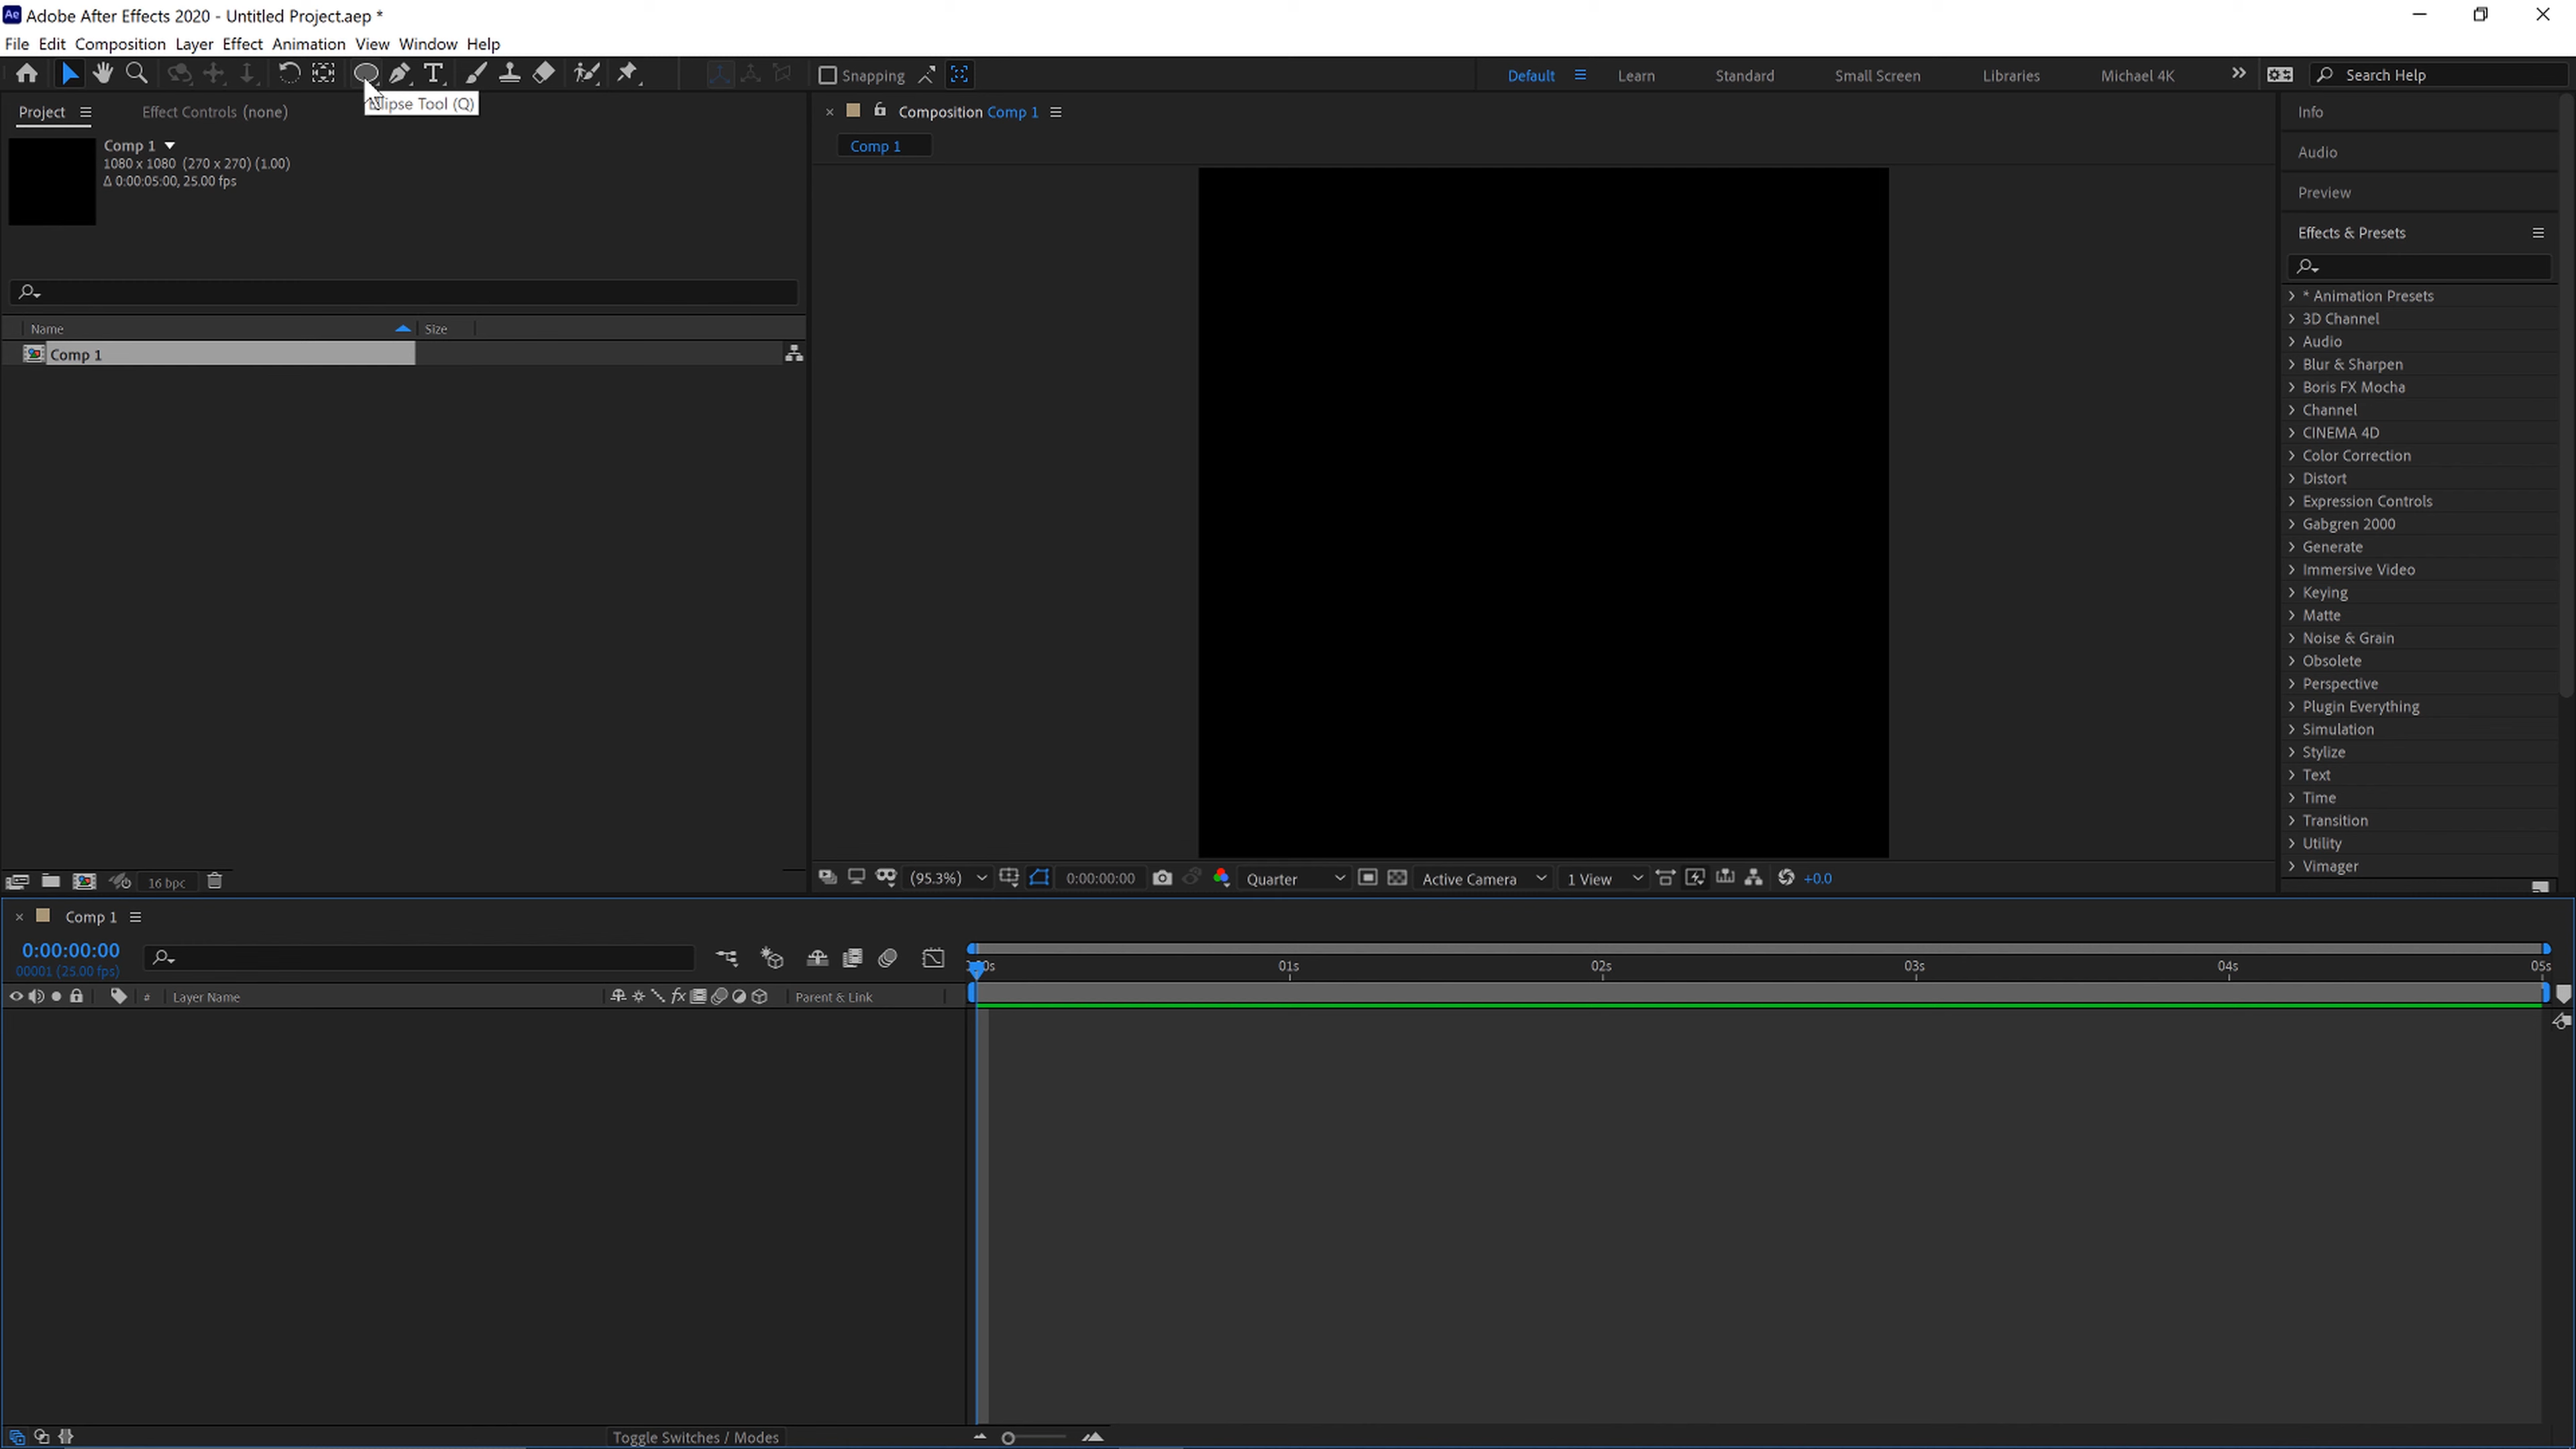 Adobe After Effects 2020 - Untitled Project.aep *
File Edit Composition Layer Effect Animation View Window Help
Snapping
Default Learn Standard Small Screen Libraries Michael 4K Search Help
Tool (Q)
Project Effect Controls (none)
Comp 1
1080 x 1080 (270 x 270) (1.00)
Δ 0:00:05:00, 25.00 fps
Name Size
Comp 1
16 bpc
Composition Comp 1
Comp 1
(95.3%) 0:00:00:00 Quarter Active Camera 1 View +0.0
Info
Audio
Preview
Effects & Presets
* Animation Presets
3D Channel
Audio
Blur & Sharpen
Boris FX Mocha
Channel
CINEMA 4D
Color Correction
Distort
Expression Controls
Gabgren 2000
Generate
Immersive Video
Keying
Matte
Noise & Grain
Obsolete
Perspective
Plugin Everything
Simulation
Stylize
Text
Time
Transition
Utility
Vimager
Comp 1
0:00:00:00
00001 (25.00 fps)
01s 02s 03s 04s 05s
# Layer Name fx Parent & Link
Toggle Switches / Modes